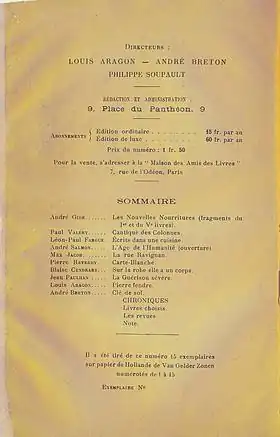 DIRECTEURS :
LOUIS ARAGON — ANDRÉ BRETON
PHILIPPE SOUPAULT
RÉDACTION ET ADMINISTRATION
9, Place du Panthéon, 9
ABONNEMENTS { Edition ordinaire . . . . . . . 15 fr. par an
Edition de luxe . . . . . . . . 60 fr. par an
Prix du numéro : 1 fr. 50
Pour la vente, s'adresser à la " Maison des Amis des Livres "
7, rue de l'Odéon, Paris
SOMMAIRE
ANDRÉ GIDE ...... Les Nouvelles Nourritures (fragments du
Ier et du Ve livres).
PAUL VALÉRY ..... Cantique des Colonnes.
LÉON-PAUL FARGUE Écrits dans une cuisine
ANDRÉ SALMON..... L'Age de l'Humanité (ouverture)
MAX JACOB....... La rue Ravignan.
PIERRE REVERDY .. Carte-Blanche
BLAISE CENDRARS.. Sur la robe elle a un corps.
JEAN PAULHAN .... La Guérison sévère.
LOUIS ARAGON..... Pierre fendre.
ANDRÉ BRETON..... Clé de sol.
CHRONIQUES
Livres choisis.
Les revues
Note.
Il a été tiré de ce numéro 15 exemplaires
sur papier de Hollande de Van Gelder Zonen
numérotés de 1 à 15
EXEMPLAIRE No